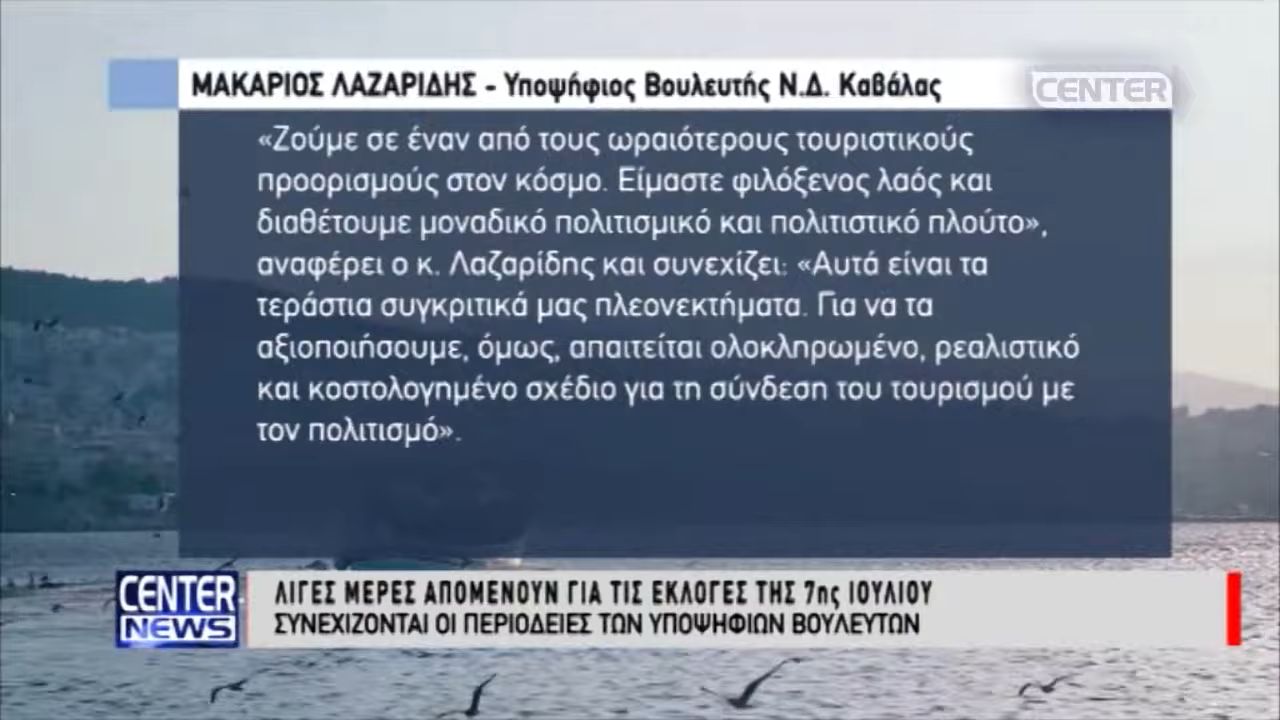 ΜΑΚΑΡΙΟΣ ΛΑΖΑΡΙΔΗΣ - Υποψήφιος Βουλευτής Ν.Δ. Καβάλας
CENTER
«Ζούμε σε έναν από τους ωραιότερους τουριστικούς
προορισμούς στον κόσμο. Είμαστε φιλόξενος λαός και
διαθέτουμε μοναδικό πολιτισμικό και πολιτιστικό πλούτο»,
αναφέρει ο κ. Λαζαρίδης και συνεχίζει: «Αυτά είναι τα
τεράστια συγκριτικά μας πλεονεκτήματα. Για να τα
αξιοποιήσουμε, όμως, απαιτείται ολοκληρωμένο, ρεαλιστικό
και κοστολογημένο σχέδιο για τη σύνδεση του τουρισμού με
τον πολιτισμό».
CENTER
NEWS
ΛΙΓΕΣ ΜΕΡΕΣ ΑΠΟΜΕΝΟΥΝ ΓΙΑ ΤΙΣ ΕΚΛΟΓΕΣ ΤΗΣ 7ης ΙΟΥΛΙΟΥ
ΣΥΝΕΧΙΖΟΝΤΑΙ ΟΙ ΠΕΡΙΟΔΕΙΕΣ ΤΩΝ ΥΠΟΨΗΦΙΩΝ ΒΟΥΛΕΥΤΩΝ